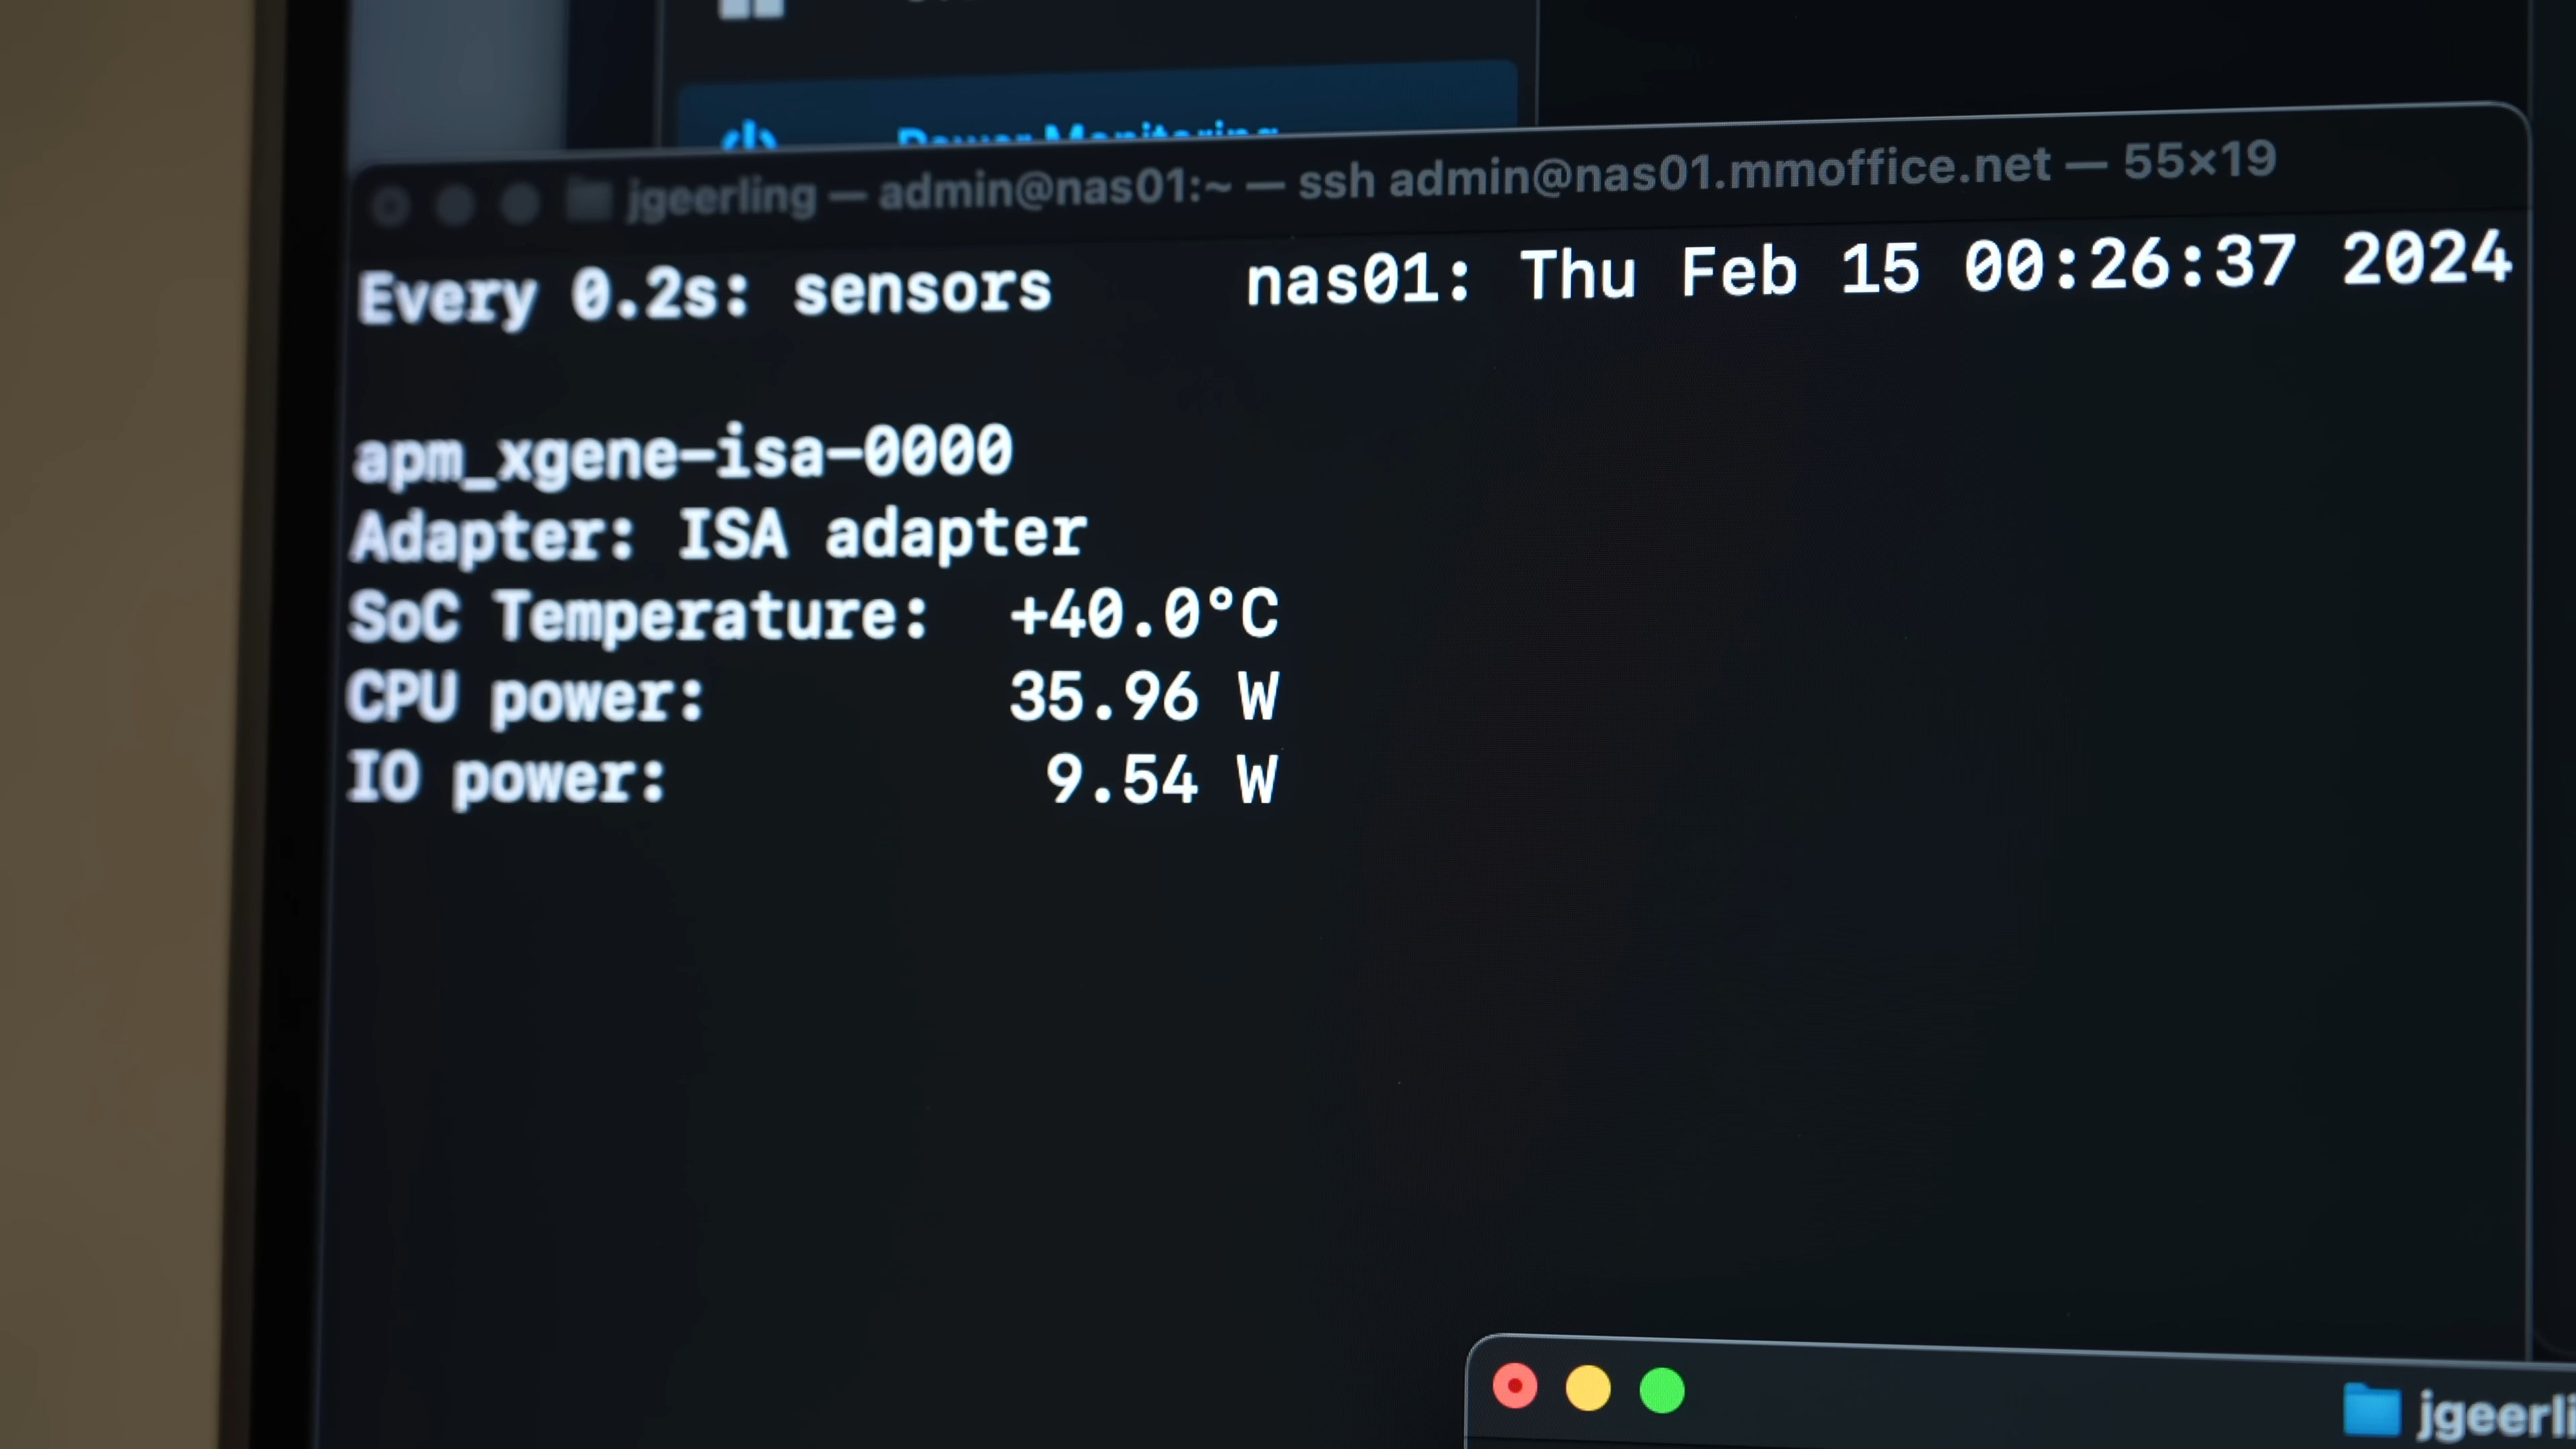 Power Monitoring
jgeerling — admin@nas01:~ — ssh admin@nas01.mmoffice.net — 55×19
Every 0.2s: sensors nas01: Thu Feb 15 00:26:37 2024
apm_xgene-isa-0000
Adapter: ISA adapter
SoC Temperature: +40.0°C
CPU power: 35.96 W
IO power: 9.54 W